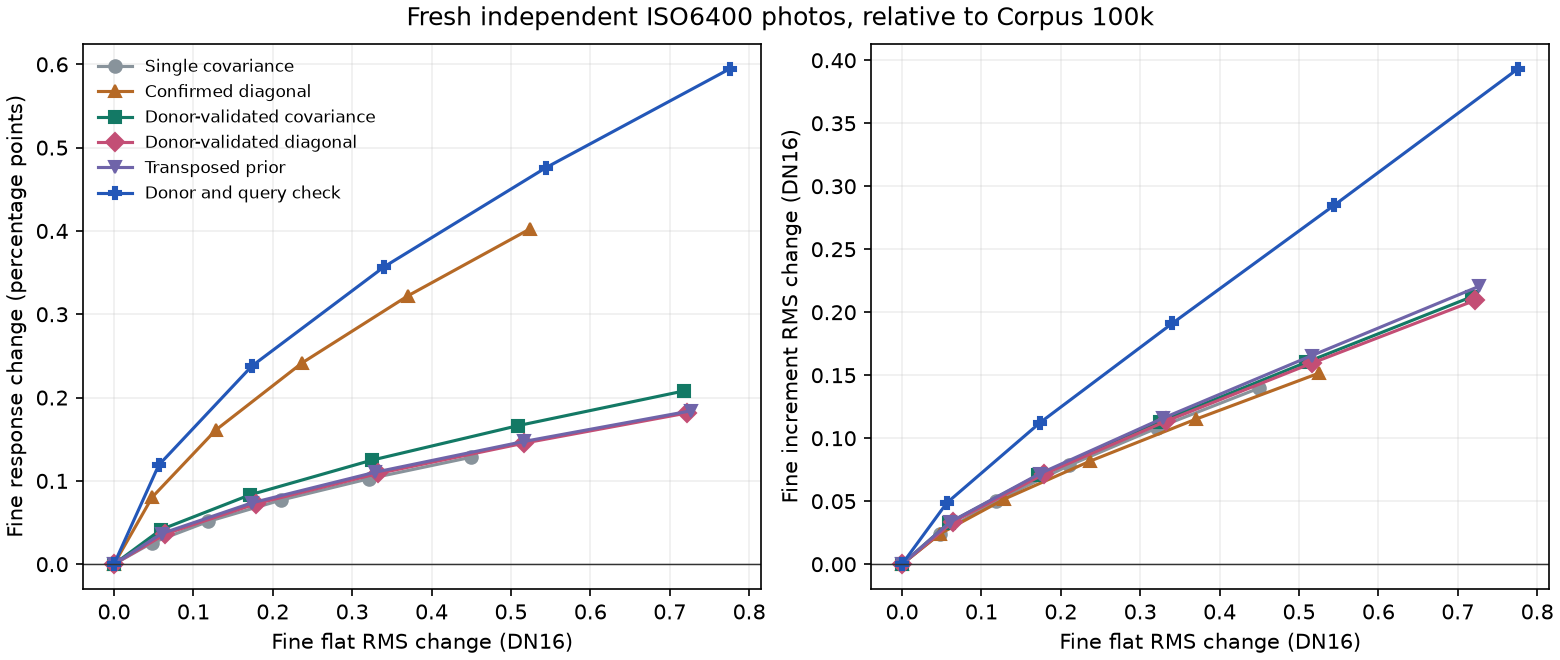 Fresh independent ISO6400 photos, relative to Corpus 100k
Fine response change (percentage points)
0.6
0.5
0.4
0.3
0.2
0.1
0.0
Single covariance
Confirmed diagonal
Donor-validated covariance
Donor-validated diagonal
Transposed prior
Donor and query check
0.0 0.1 0.2 0.3 0.4 0.5 0.6 0.7 0.8
Fine flat RMS change (DN16)
Fine increment RMS change (DN16)
0.40
0.35
0.30
0.25
0.20
0.15
0.10
0.05
0.00
0.0 0.1 0.2 0.3 0.4 0.5 0.6 0.7 0.8
Fine flat RMS change (DN16)